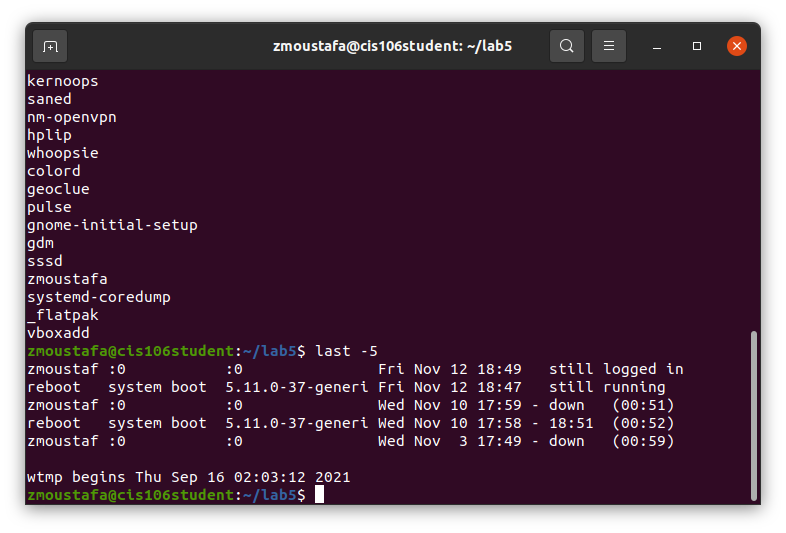 zmoustafa@cis106student: ~/lab5
kernoops
saned
nm-openvpn
hplip
whoopsie
colord
geoclue
pulse
gnome-initial-setup
gdm
sssd
zmoustafa
systemd-coredump
_flatpak
vboxadd
zmoustafa@cis106student:~/lab5$ last -5
zmoustaf :0           :0               Fri Nov 12 18:49   still logged in
reboot   system boot  5.11.0-37-generi Fri Nov 12 18:47   still running
zmoustaf :0           :0               Wed Nov 10 17:59 - down   (00:51)
reboot   system boot  5.11.0-37-generi Wed Nov 10 17:58 - 18:51  (00:52)
zmoustaf :0           :0               Wed Nov  3 17:49 - down   (00:59)
wtmp begins Thu Sep 16 02:03:12 2021
zmoustafa@cis106student:~/lab5$